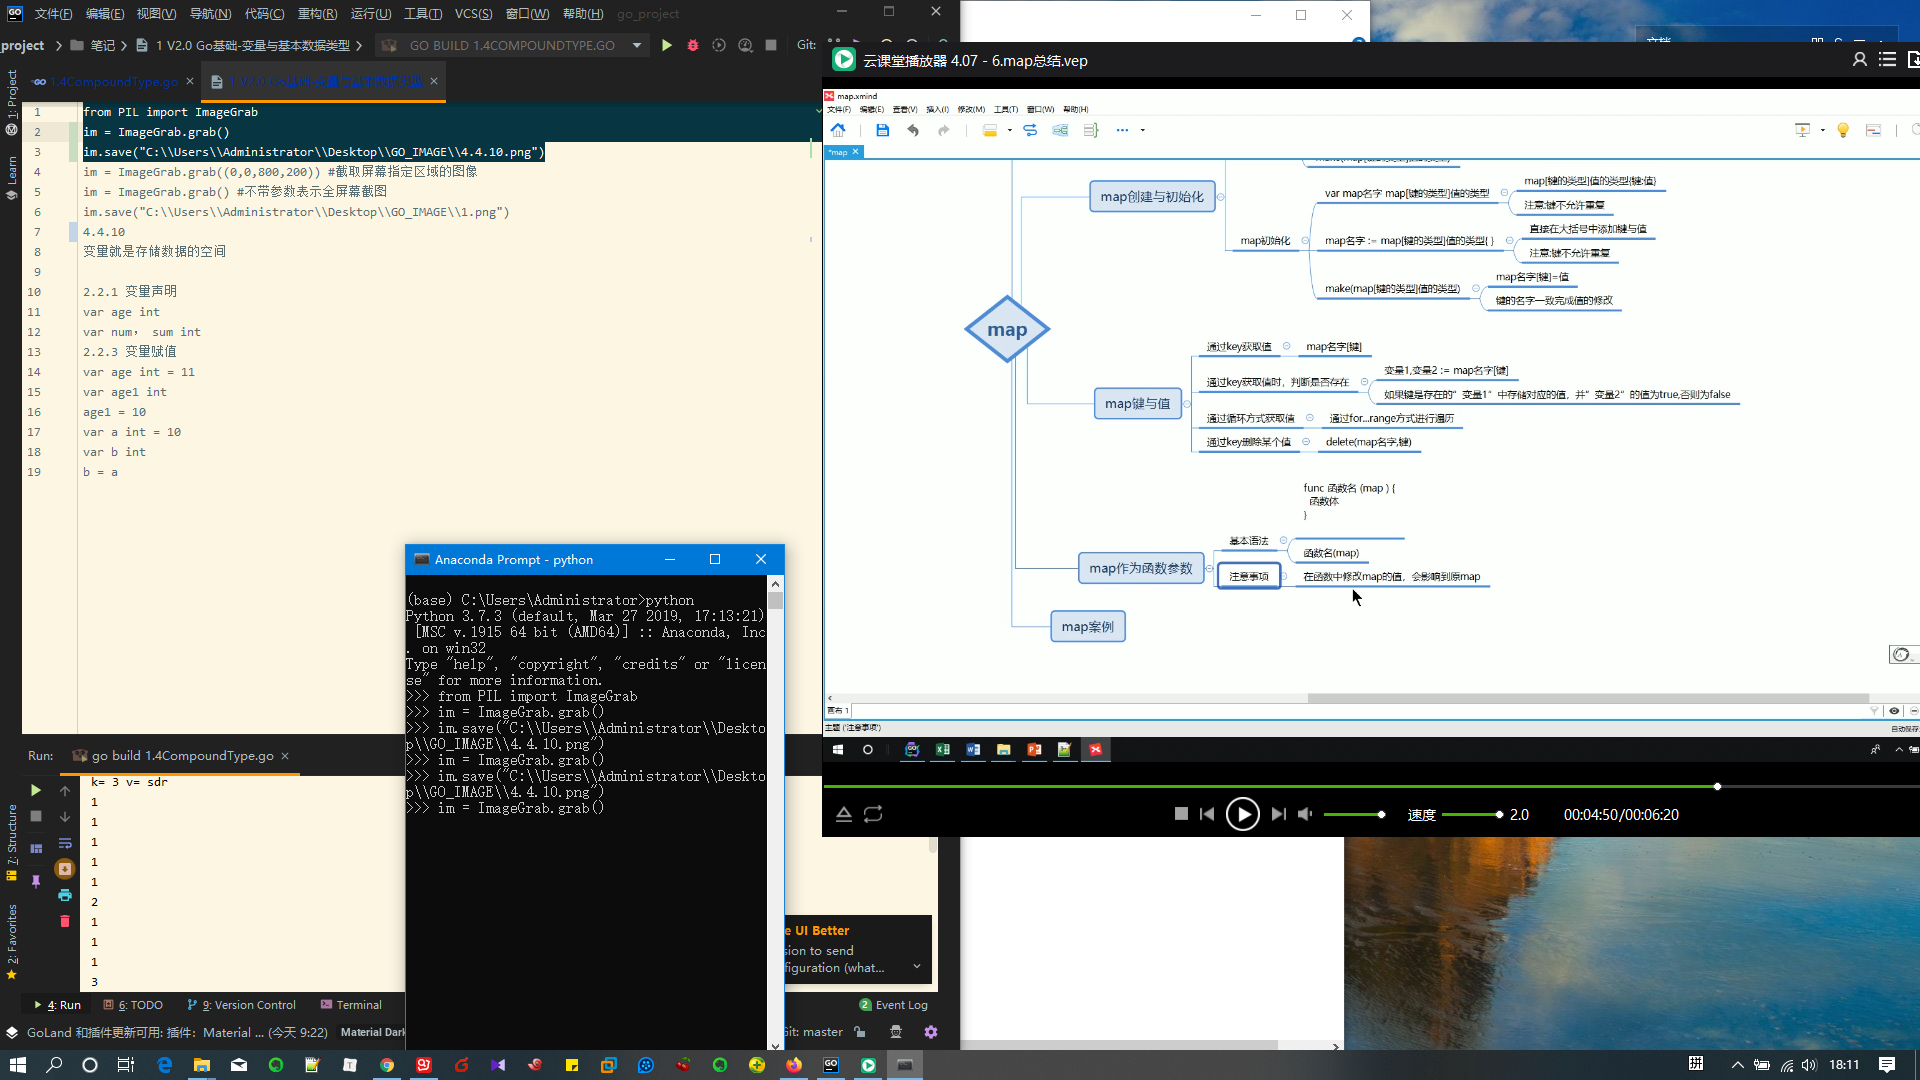 文件(F) 编辑(E) 视图(V) 导航(N) 代码(C) 重构(R) 运行(U) 工具(T) VCS(S) 窗口(W) 帮助(H) go_project
project 笔记 1 V2.0 Go基础-变量与基本数据类型 GO BUILD 1.4COMPOUNDTYPE.GO Git:
1.4CompoundType.go 1 V2.0 Go基础-变量与基本数据类型
1: Project
Learn
7: Structure
2: Favorites
1 from PIL import ImageGrab
2 im = ImageGrab.grab()
3 im.save("C:\\Users\\Administrator\\Desktop\\GO_IMAGE\\4.4.10.png")
4 im = ImageGrab.grab((0,0,800,200)) #截取屏幕指定区域的图像
5 im = ImageGrab.grab() #不带参数表示全屏幕截图
6 im.save("C:\\Users\\Administrator\\Desktop\\GO_IMAGE\\1.png")
7 4.4.10
8 变量就是存储数据的空间
9
10 2.2.1 变量声明
11 var age int
12 var num， sum int
13 2.2.3 变量赋值
14 var age int = 11
15 var age1 int
16 age1 = 10
17 var a int = 10
18 var b int
19 b = a
Run: go build 1.4CompoundType.go
k= 3 v= sdr
1
1
1
1
1
2
1
1
1
3
4: Run 6: TODO 9: Version Control Terminal
2 Event Log
GoLand 和插件更新可用: 插件: Material ... (今天 9:22) Material Dark
Git: master
e UI Better
sion to send
figuration (what...
Anaconda Prompt - python
(base) C:\Users\Administrator>python
Python 3.7.3 (default, Mar 27 2019, 17:13:21)
[MSC v.1915 64 bit (AMD64)] :: Anaconda, Inc
. on win32
Type "help", "copyright", "credits" or "licen
se" for more information.
>>> from PIL import ImageGrab
>>> im = ImageGrab.grab()
>>> im.save("C:\\Users\\Administrator\\Deskto
p\\GO_IMAGE\\4.4.10.png")
>>> im = ImageGrab.grab()
>>> im.save("C:\\Users\\Administrator\\Deskto
p\\GO_IMAGE\\4.4.10.png")
>>> im = ImageGrab.grab()
云课堂播放器 4.07 - 6.map总结.vep
map.xmind
文件(F) 编辑(E) 查看(V) 插入(I) 修改(M) 工具(T) 窗口(W) 帮助(H)
*map
map
map创建与初始化
map初始化
var map名字 map[键的类型]值的类型
map[键的类型]值的类型{键:值}
注意:键不允许重复
map名字 := map[键的类型]值的类型{ }
直接在大括号中添加键与值
注意:键不允许重复
make(map[键的类型]值的类型)
map名字[键]=值
键的名字一致完成值的修改
map键与值
通过key获取值
map名字[键]
通过key获取值时，判断是否存在
变量1,变量2 := map名字[键]
如果键是存在的"变量1"中存储对应的值，并"变量2"的值为true,否则为false
通过循环方式获取值
通过for...range方式进行遍历
通过key删除某个值
delete(map名字,键)
map作为函数参数
基本语法
func 函数名 (map ) {
函数体
}
函数名(map)
注意事项
在函数中修改map的值，会影响到原map
map案例
画布 1
主题 ('注意事项')
速度 2.0 00:04:50/00:06:20
拼 18:11